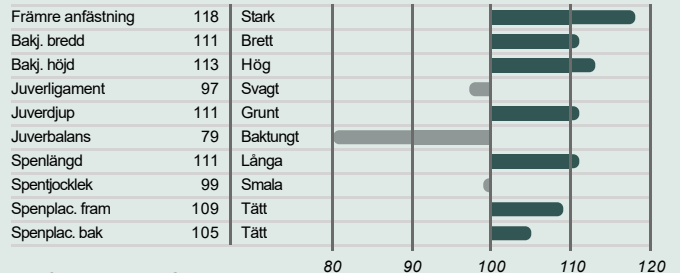 Främre anfästning 118 Stark
Bakj. bredd 111 Brett
Bakj. höjd 113 Hög
Juverligament 97 Svagt
Juverdjup 111 Grunt
Juverbalans 79 Baktungt
Spenlängd 111 Långa
Spentjocklek 99 Smala
Spenplac. fram 109 Tätt
Spenplac. bak 105 Tätt
80 90 100 110 120